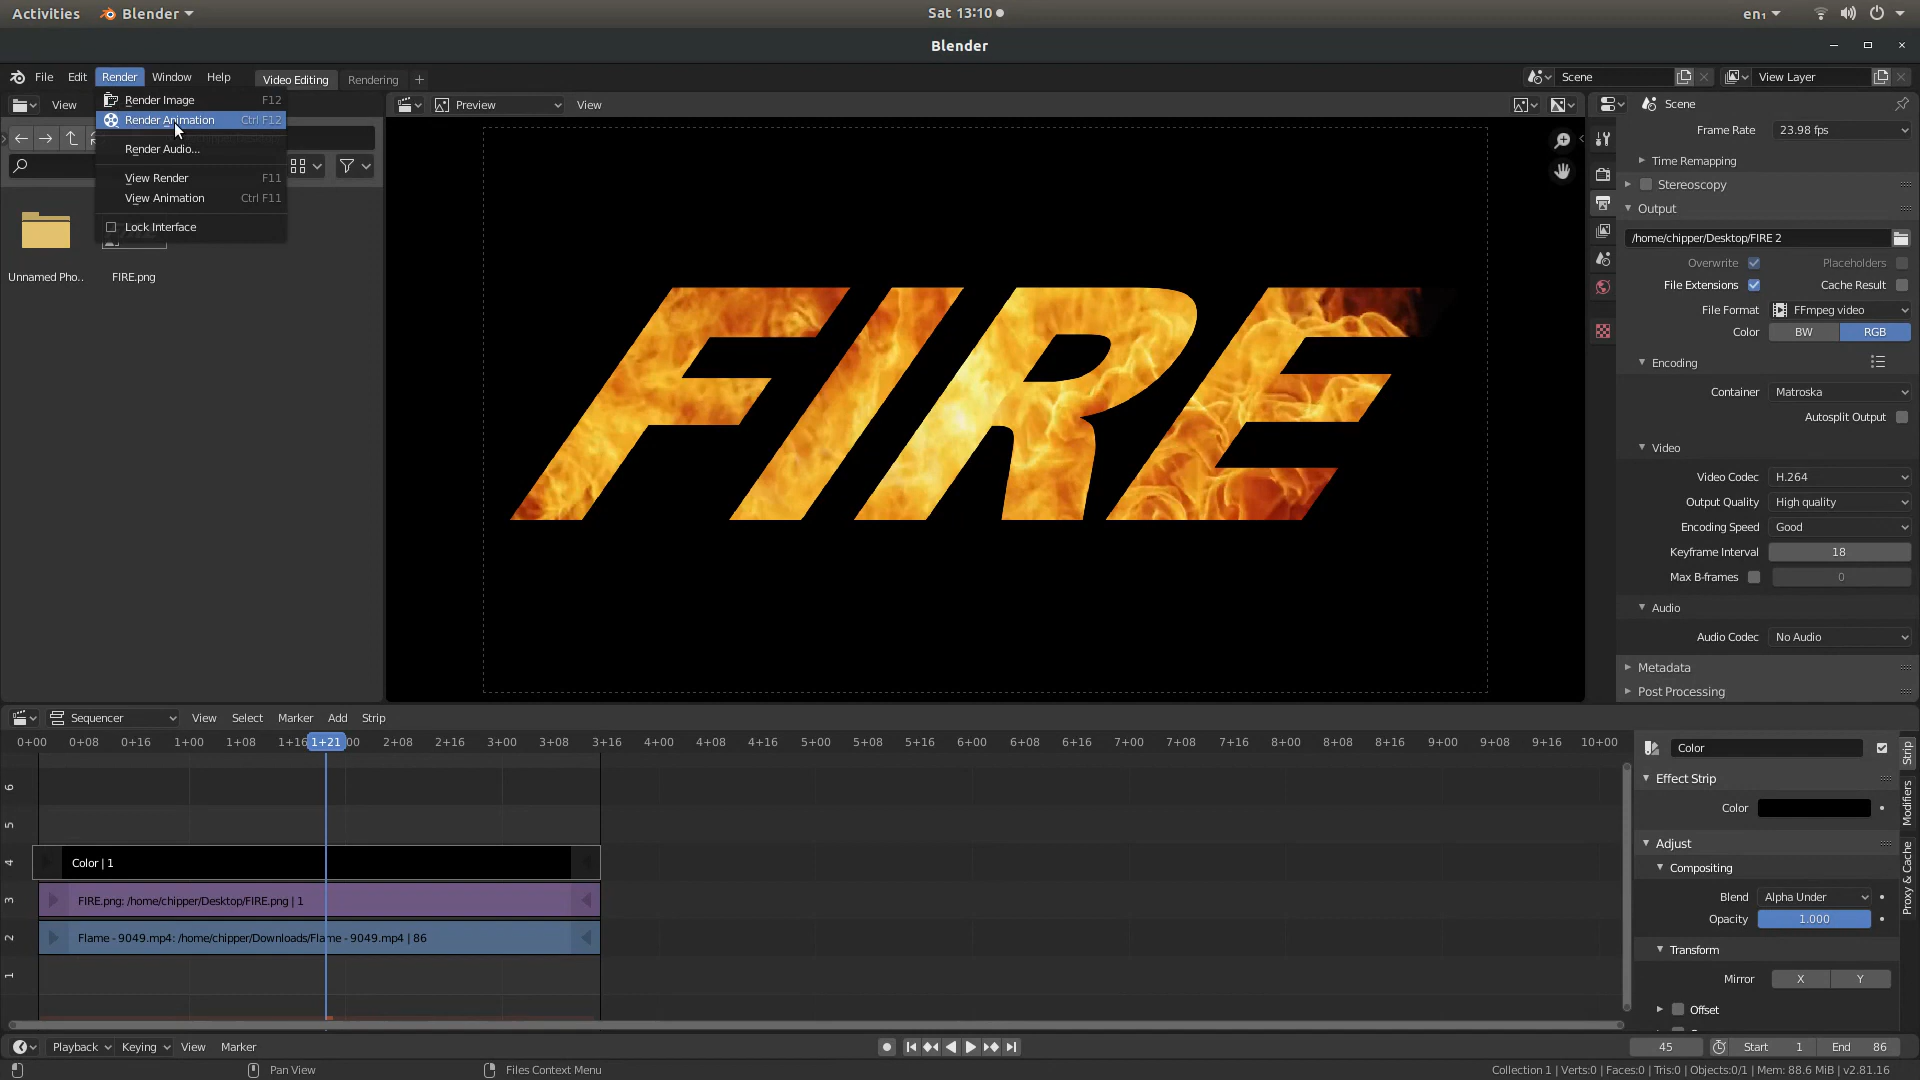 Activities Blender Sat 13:10 en₁
Blender
File Edit Render Window Help Video Editing Rendering + Scene View Layer
View Preview View Scene
Render Image F12
Render Animation Ctrl F12
Render Audio...
View Render F11
View Animation Ctrl F11
Lock Interface
Unnamed Pho.. FIRE.png
FIRE
Frame Rate 23.98 fps
Time Remapping
Stereoscopy
Output
/home/chipper/Desktop/FIRE 2
Overwrite Placeholders
File Extensions Cache Result
File Format FFmpeg video
Color BW RGB
Encoding
Container Matroska
Autosplit Output
Video
Video Codec H.264
Output Quality High quality
Encoding Speed Good
Keyframe Interval 18
Max B-frames 0
Audio
Audio Codec No Audio
Metadata
Post Processing
Sequencer View Select Marker Add Strip
0+00 0+08 0+16 1+00 1+08 1+16 1+21 00 2+08 2+16 3+00 3+08 3+16 4+00 4+08 4+16 5+00 5+08 5+16 6+00 6+08 6+16 7+00 7+08 7+16 8+00 8+08 8+16 9+00 9+08 9+16 10+00
6
5
4 Color | 1
3 FIRE.png: /home/chipper/Desktop/FIRE.png | 1
2 Flame - 9049.mp4: /home/chipper/Downloads/Flame - 9049.mp4 | 86
1
Color
Effect Strip
Color
Adjust
Compositing
Blend Alpha Under
Opacity 1.000
Transform
Mirror X Y
Offset
Strip
Modifiers
Proxy & Cache
Playback Keying View Marker 45 Start 1 End 86
Pan View Files Context Menu Collection 1 | Verts:0 | Faces:0 | Tris:0 | Objects:0/1 | Mem: 88.6 MiB | v2.81.16